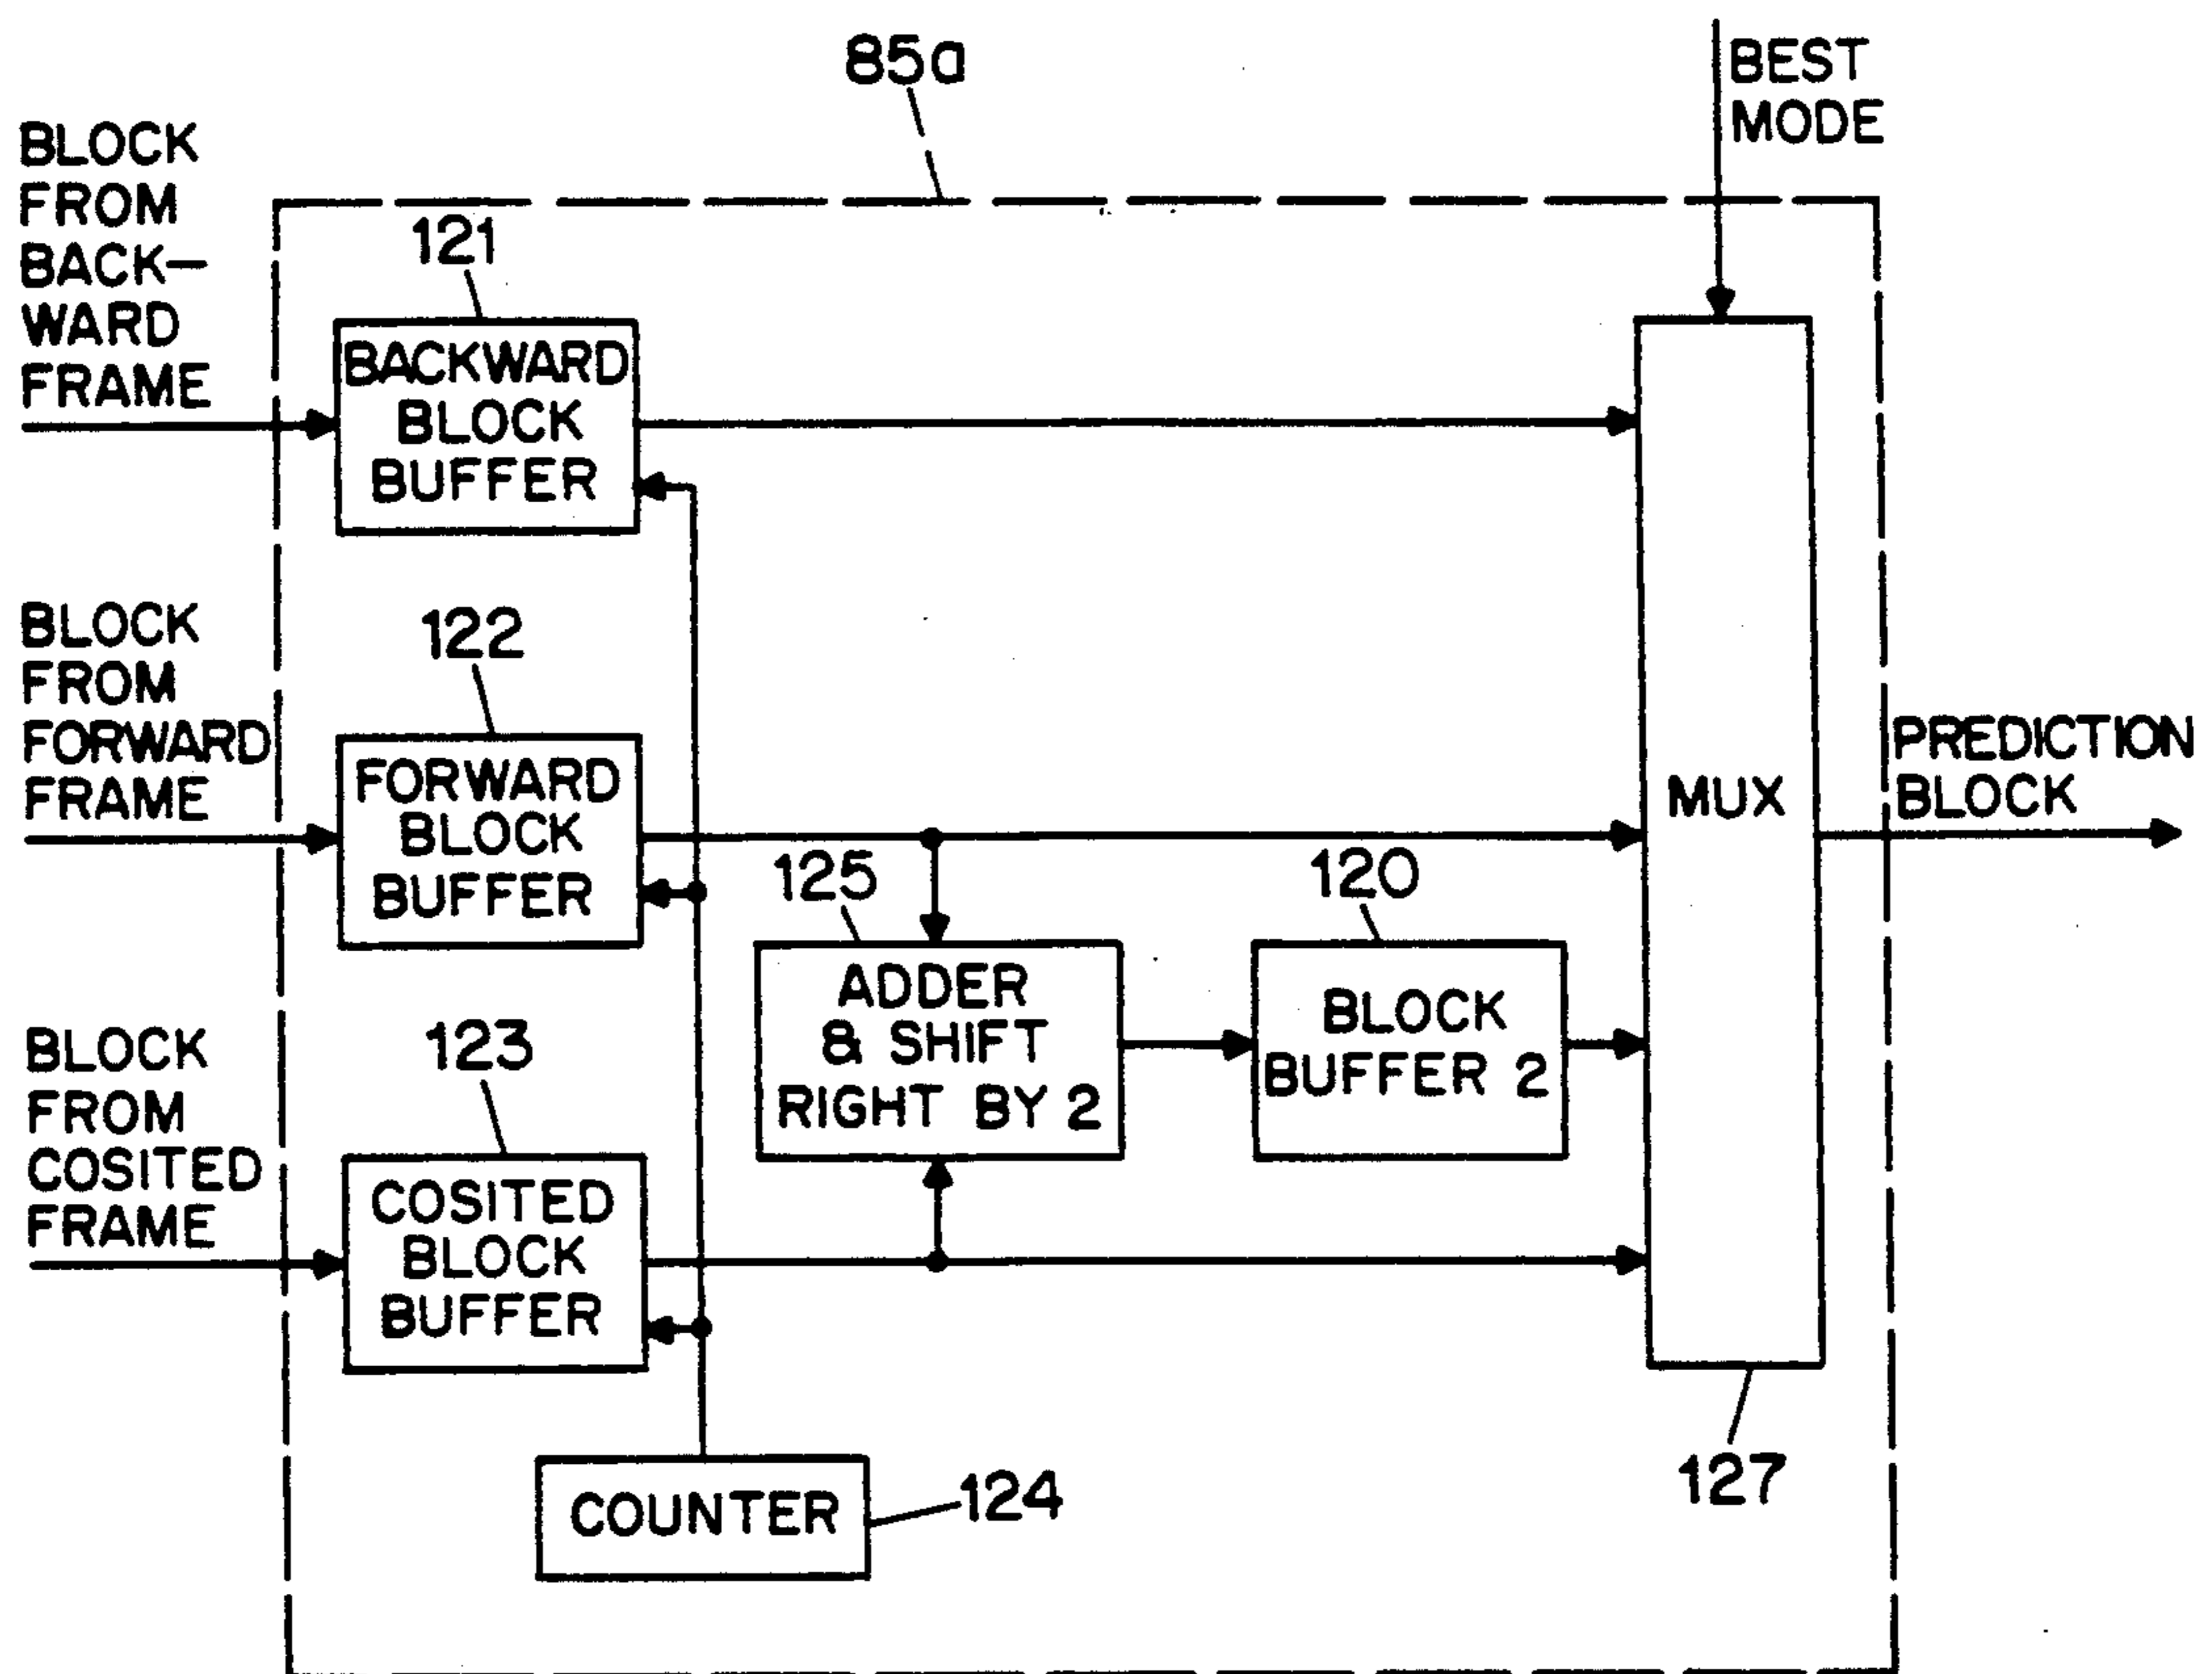 85a
BEST
MODE
BLOCK
FROM
BACK-
WARD
FRAME
121
BACKWARD
BLOCK
BUFFER
BLOCK
FROM
FORWARD
FRAME
122
FORWARD
BLOCK
BUFFER
MUX
PREDICTION
BLOCK
125
ADDER
& SHIFT
RIGHT BY 2
120
BLOCK
BUFFER 2
BLOCK
FROM
COSITED
FRAME
123
COSITED
BLOCK
BUFFER
COUNTER
124
127